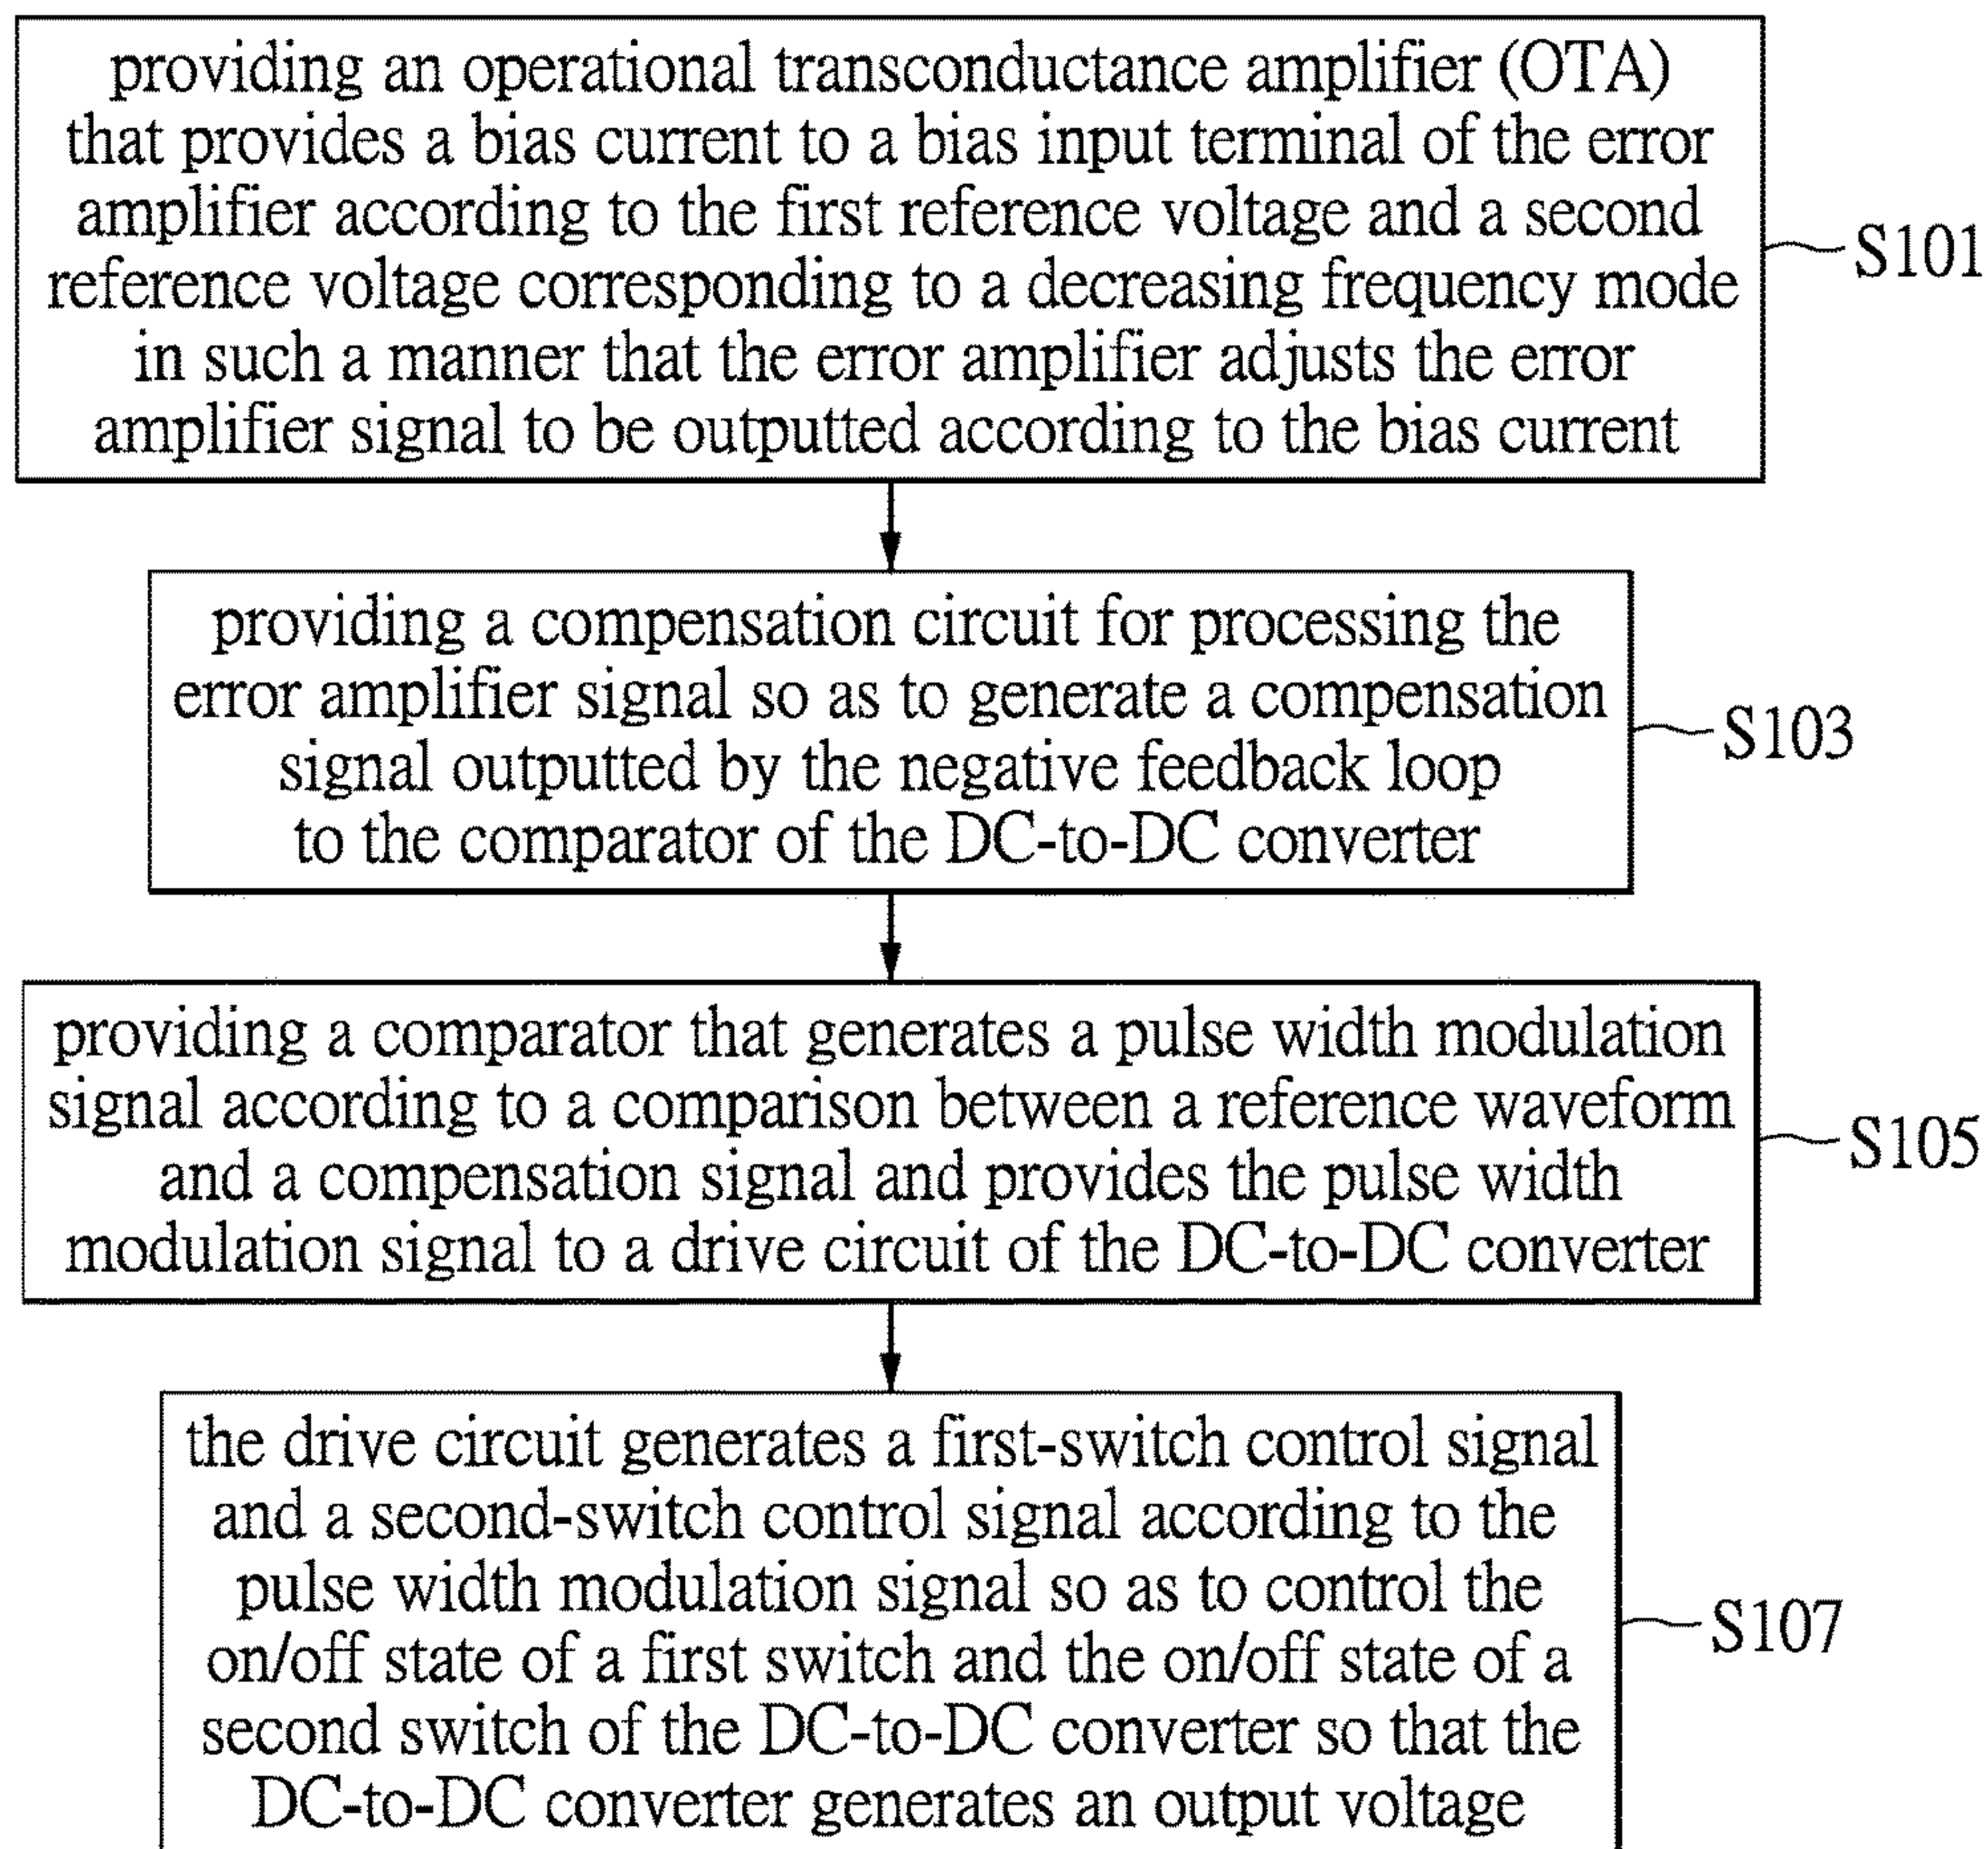 providing an operational transconductance amplifier (OTA)
that provides a bias current to a bias input terminal of the error
amplifier according to the first reference voltage and a second
reference voltage corresponding to a decreasing frequency mode
in such a manner that the error amplifier adjusts the error
amplifier signal to be outputted according to the bias current
S101
providing a compensation circuit for processing the
error amplifier signal so as to generate a compensation
signal outputted by the negative feedback loop
to the comparator of the DC-to-DC converter
S103
providing a comparator that generates a pulse width modulation
signal according to a comparison between a reference waveform
and a compensation signal and provides the pulse width
modulation signal to a drive circuit of the DC-to-DC converter
S105
the drive circuit generates a first-switch control signal
and a second-switch control signal according to the
pulse width modulation signal so as to control the
on/off state of a first switch and the on/off state of a
second switch of the DC-to-DC converter so that the
DC-to-DC converter generates an output voltage
S107